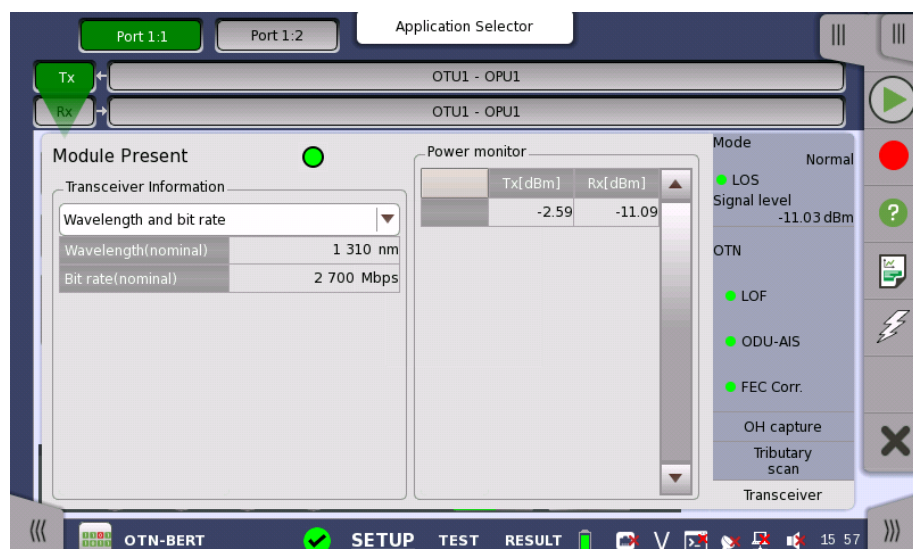 Port 1:1
Port 1:2
Application Selector
Tx
OTU1 - OPU1
Rx
OTU1 - OPU1
Module Present
Transceiver Information
Wavelength and bit rate
Wavelength(nominal) 1 310 nm
Bit rate(nominal) 2 700 Mbps
Power monitor
Tx[dBm] Rx[dBm]
-2.59 -11.09
Mode
Normal
LOS
Signal level
-11.03 dBm
OTN
LOF
ODU-AIS
FEC Corr.
OH capture
Tributary
scan
Transceiver
OTN-BERT
SETUP TEST RESULT
V
15 57